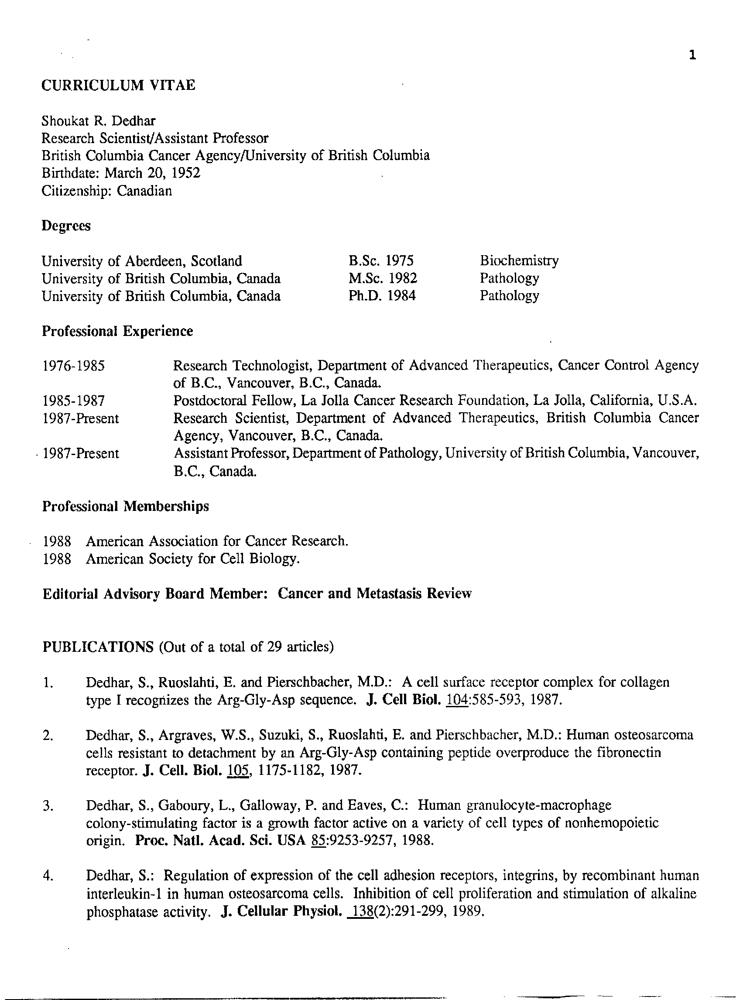 1
CURRICULUM VITAE
Shoukat R. Dedhar
Research Scientist/Assistant Professor
British Columbia Cancer Agency/University of British Columbia
Birthdate: March 20, 1952
Citizenship: Canadian
Degrees
University of Aberdeen, Scotland B.Sc. 1975 Biochemistry
University of British Columbia, Canada M.Sc. 1982 Pathology
University of British Columbia, Canada Ph.D. 1984 Pathology
Professional Experience
1976-1985 Research Technologist, Department of Advanced Therapeutics, Cancer Control Agency
of B.C., Vancouver, B.C., Canada.
1985-1987 Postdoctoral Fellow, La Jolla Cancer Research Foundation, La Jolla, California, U.S.A.
1987-Present Research Scientist, Department of Advanced Therapeutics, British Columbia Cancer
Agency, Vancouver, B.C., Canada.
1987-Present Assistant Professor, Department of Pathology, University of British Columbia, Vancouver,
B.C., Canada.
Professional Memberships
1988 American Association for Cancer Research.
1988 American Society for Cell Biology.
Editorial Advisory Board Member: Cancer and Metastasis Review
PUBLICATIONS (Out of a total of 29 articles)
1. Dedhar, S., Ruoslahti, E. and Pierschbacher, M.D.: A cell surface receptor complex for collagen
type I recognizes the Arg-Gly-Asp sequence. J. Cell Biol. 104:585-593, 1987.
2. Dedhar, S., Argraves, W.S., Suzuki, S., Ruoslahti, E. and Pierschbacher, M.D.: Human osteosarcoma
cells resistant to detachment by an Arg-Gly-Asp containing peptide overproduce the fibronectin
receptor. J. Cell. Biol. 105, 1175-1182, 1987.
3. Dedhar, S., Gaboury, L., Galloway, P. and Eaves, C.: Human granulocyte-macrophage
colony-stimulating factor is a growth factor active on a variety of cell types of nonhemopoietic
origin. Proc. Natl. Acad. Sci. USA 85:9253-9257, 1988.
4. Dedhar, S.: Regulation of expression of the cell adhesion receptors, integrins, by recombinant human
interleukin-1 in human osteosarcoma cells. Inhibition of cell proliferation and stimulation of alkaline
phosphatase activity. J. Cellular Physiol. 138(2):291-299, 1989.